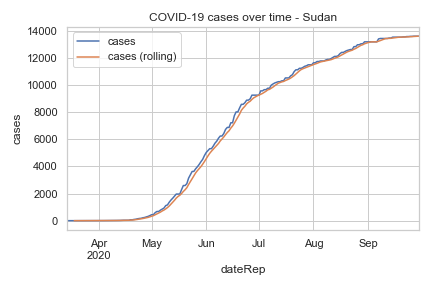 COVID-19 cases over time - Sudan
cases
cases (rolling)
14000
12000
10000
8000
6000
4000
2000
0
cases
Apr May Jun Jul Aug Sep
2020
dateRep